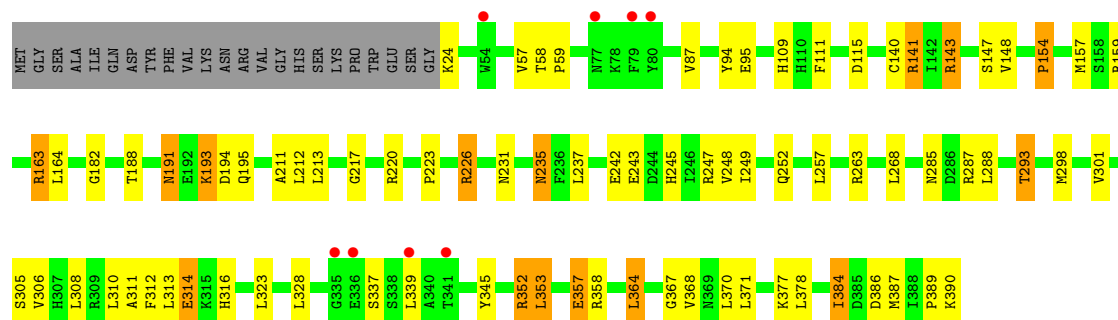 MET GLY SER ALA ILE GLN ASP TYR PHE VAL LYS ASN ARG VAL GLY HIS SER LYS PRO TRP GLU SER GLY K24 W54 V57 T58 P59 N77 K78 F79 Y80 V87 Y94 E95 H109 H110 F111 D115 C140 R141 I142 R143 S147 V148 P154 M157 S158 R159
R163 L164 G182 T188 N191 E192 K193 D194 Q195 A211 L212 L213 G217 R220 P223 R226 N231 N235 F236 L237 E242 E243 D244 H245 I246 R247 V248 I249 Q252 L257 R263 L268 N285 D286 R287 L288 T293 M298 V301
S305 V306 H307 L308 R309 L310 A311 F312 L313 E314 K315 H316 L323 L328 G335 E336 S337 S338 L339 A340 T341 Y345 R352 L353 E357 R358 L364 G367 V368 N369 L370 L371 K377 L378 I384 D385 D386 M387 I388 P389 K390